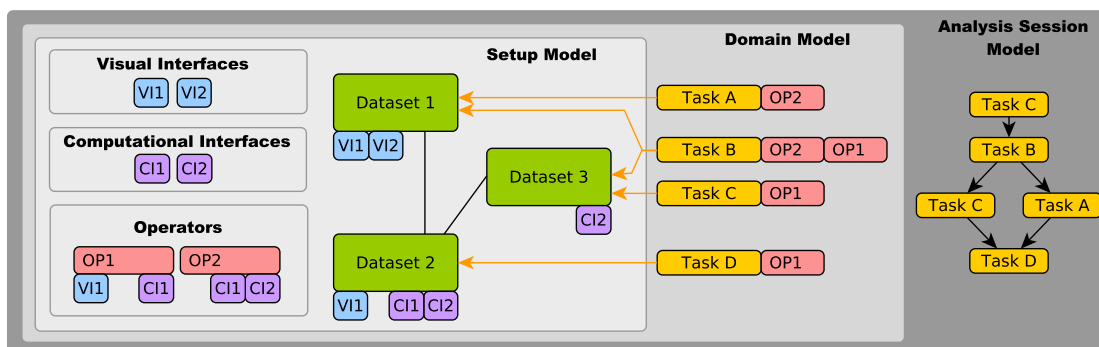 Analysis Session
Model
Domain Model
Setup Model
Visual Interfaces
VI1 VI2
Computational Interfaces
CI1 CI2
Operators
OP1 OP2
VI1 CI1 CI1 CI2
Dataset 1
VI1 VI2
Dataset 3
CI2
Dataset 2
VI1 CI1 CI2
Task A OP2
Task B OP2 OP1
Task C OP1
Task D OP1
Task C
Task B
Task C Task A
Task D